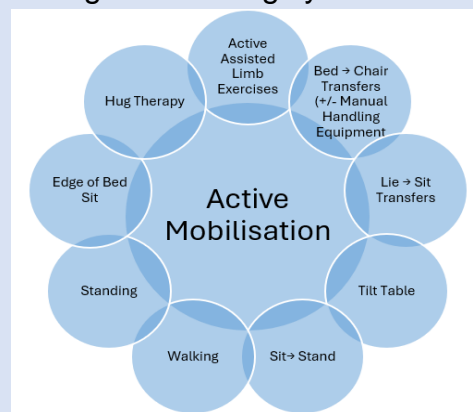 Active
Assisted
Limb
Exercises
Bed → Chair
Transfers
(+/- Manual
Handling
Equipment
Lie → Sit
Transfers
Tilt Table
Sit→ Stand
Walking
Standing
Edge of Bed
Sit
Hug Therapy
Active
Mobilisation